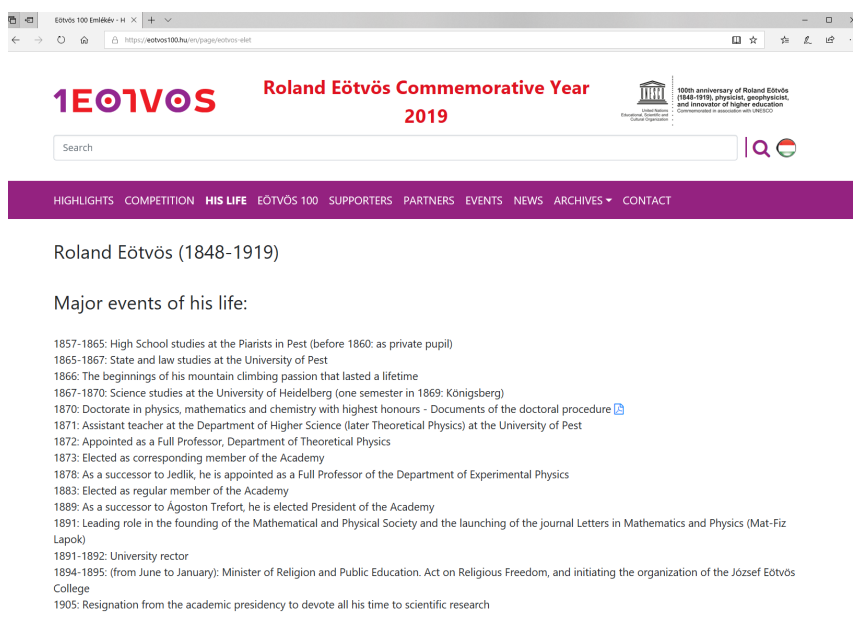 Eötvös 100 Emlékév - H
https://eotvos100.hu/en/page/eotvos-elet
1EOTVOS
Roland Eötvös Commemorative Year
2019
United Nations
Educational, Scientific and
Cultural Organization
100th anniversary of Roland Eötvös
(1848-1919), physicist, geophysicist,
and innovator of higher education
Commemorated in association with UNESCO
Search
HIGHLIGHTS COMPETITION HIS LIFE EÖTVÖS 100 SUPPORTERS PARTNERS EVENTS NEWS ARCHIVES CONTACT
Roland Eötvös (1848-1919)
Major events of his life:
1857-1865: High School studies at the Piarists in Pest (before 1860: as private pupil)
1865-1867: State and law studies at the University of Pest
1866: The beginnings of his mountain climbing passion that lasted a lifetime
1867-1870: Science studies at the University of Heidelberg (one semester in 1869: Königsberg)
1870: Doctorate in physics, mathematics and chemistry with highest honours - Documents of the doctoral procedure
1871: Assistant teacher at the Department of Higher Science (later Theoretical Physics) at the University of Pest
1872: Appointed as a Full Professor, Department of Theoretical Physics
1873: Elected as corresponding member of the Academy
1878: As a successor to Jedlik, he is appointed as a Full Professor of the Department of Experimental Physics
1883: Elected as regular member of the Academy
1889: As a successor to Ágoston Trefort, he is elected President of the Academy
1891: Leading role in the founding of the Mathematical and Physical Society and the launching of the journal Letters in Mathematics and Physics (Mat-Fiz
Lapok)
1891-1892: University rector
1894-1895: (from June to January): Minister of Religion and Public Education. Act on Religious Freedom, and initiating the organization of the József Eötvös
College
1905: Resignation from the academic presidency to devote all his time to scientific research